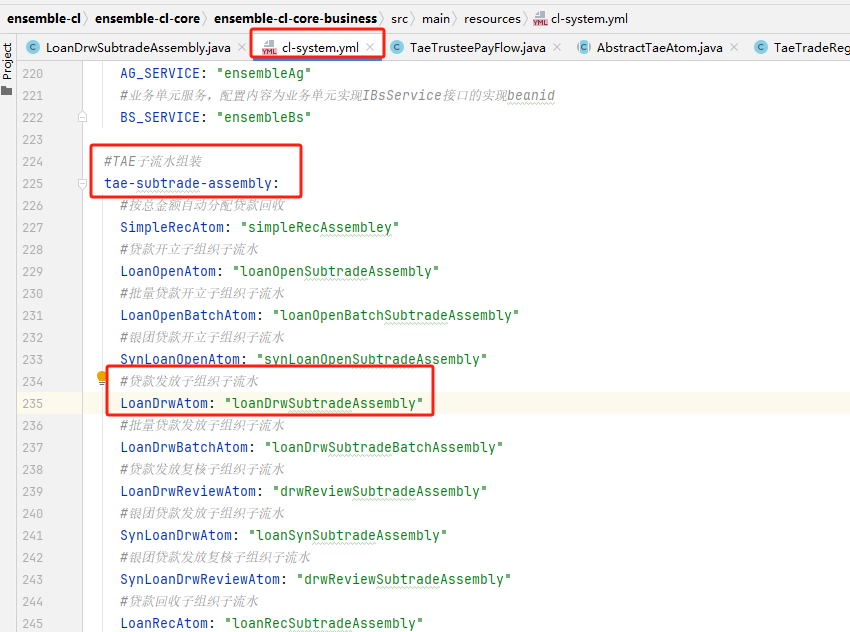 ensemble-cl › ensemble-cl-core › ensemble-cl-core-business › src › main › resources › cl-system.yml
LoanDrwSubtradeAssembly.java × cl-system.yml × TaeTrusteePayFlow.java × AbstractTaeAtom.java × TaeTradeReg
Project
220 AG_SERVICE: "ensembleAg"
221 #业务单元服务，配置内容为业务单元实现IBsService接口的实现beanid
222 BS_SERVICE: "ensembleBs"
223
224 #TAE子流水组装
225 tae-subtrade-assembly:
226 #按总金额自动分配贷款回收
227 SimpleRecAtom: "simpleRecAssembley"
228 #贷款开立子组织子流水
229 LoanOpenAtom: "loanOpenSubtradeAssembly"
230 #批量贷款开立子组织子流水
231 LoanOpenBatchAtom: "loanOpenBatchSubtradeAssembly"
232 #银团贷款开立子组织子流水
233 SynLoanOpenAtom: "synLoanOpenSubtradeAssembly"
234 #贷款发放子组织子流水
235 LoanDrwAtom: "loanDrwSubtradeAssembly"
236 #批量贷款发放子组织子流水
237 LoanDrwBatchAtom: "loanDrwSubtradeBatchAssembly"
238 #贷款发放复核子组织子流水
239 LoanDrwReviewAtom: "drwReviewSubtradeAssembly"
240 #银团贷款发放子组织子流水
241 SynLoanDrwAtom: "loanSynSubtradeAssembly"
242 #银团贷款发放复核子组织子流水
243 SynLoanDrwReviewAtom: "drwReviewSubtradeAssembly"
244 #贷款回收子组织子流水
245 LoanRecAtom: "loanRecSubtradeAssembly"